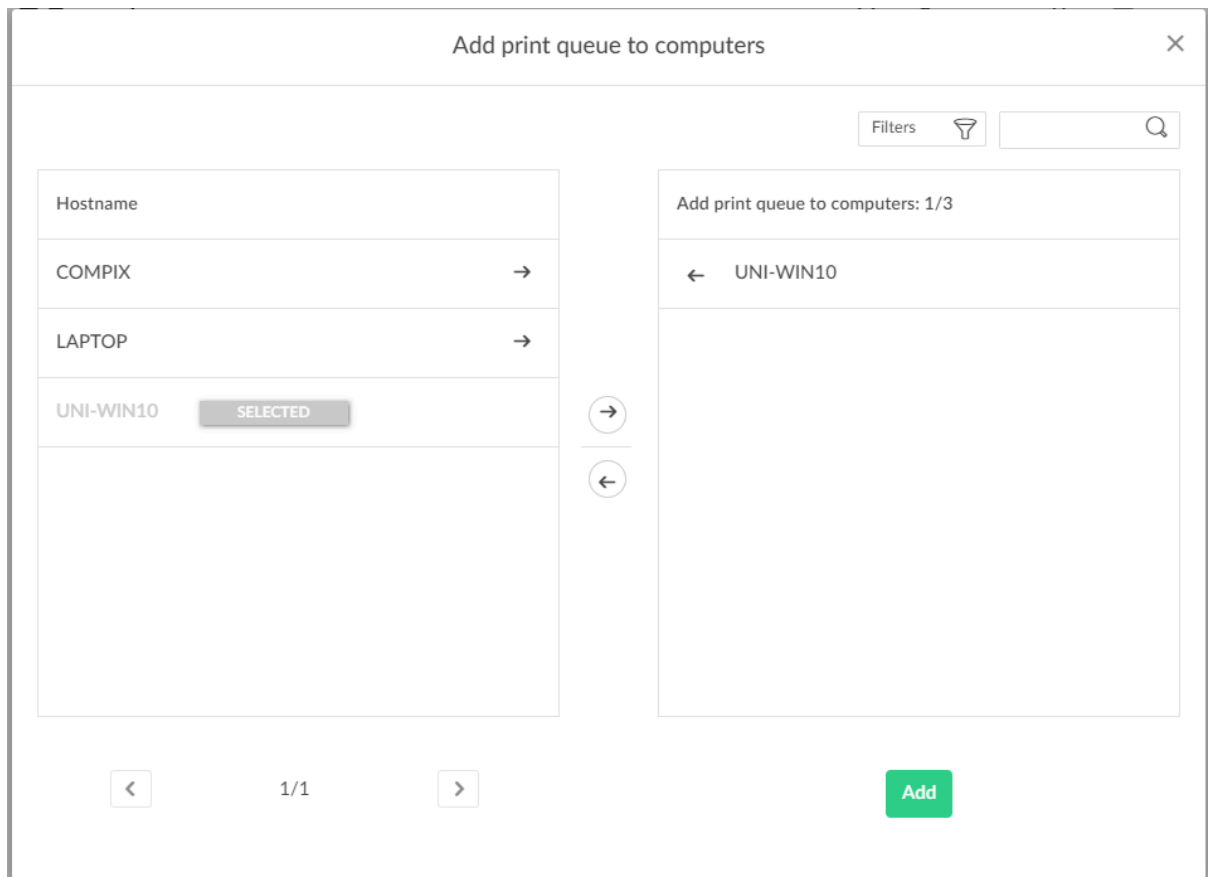 Add print queue to computers
Filters
Hostname
COMPIX
LAPTOP
UNI-WIN10 SELECTED
1/1
Add print queue to computers: 1/3
UNI-WIN10
Add